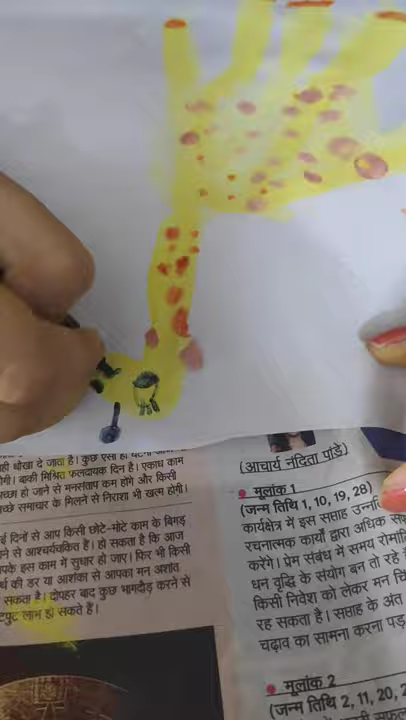 ही धोखा दे जाता है। कुछ ऐसा ही
होगी। बाकी मिश्रित फलदायक दिन है। एकाध काम
हो जाने से मनस्ताप कम होंगे और किसी
समाचार के मिलने से निराशा भी खत्म होगी।
दिनों से आप किसी छोटे-मोटे काम के बिगड़
से आश्चर्यचकित हैं। हो सकता है कि आज
आपके इस काम में सुधार हो जाए। फिर भी किसी
की डर या आशंका से आपका मन अशांत
सकता है। दोपहर बाद कुछ भागदौड़ करने से
लाभ हो सकते हैं।
(आचार्य नंदिता पांडे)
मूलांक 1
(जन्म तिथि 1, 10, 19, 28)
कार्यक्षेत्र में इस सप्ताह
रचनात्मक कार्यों द्वारा अधिक
करेंगे। प्रेम संबंध में समय
धन वृद्धि के संयोग बन तो रहे
किसी निवेश को लेकर मन
रह सकता है। सप्ताह के अंत
चढ़ाव का सामना करना पड़
मूलांक 2
(जन्म तिथि 2, 11, 20,